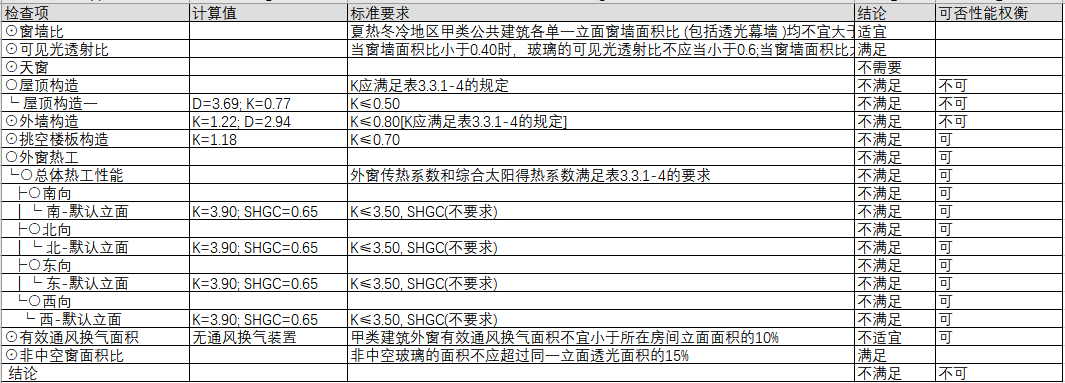 检查项 计算值 标准要求 结论 可否性能权衡
⊙窗墙比 夏热冬冷地区甲类公共建筑各单一立面窗墙面积比 (包括透光幕墙 )均不宜大于 适宜
⊙可见光透射比 当窗墙面积比小于0.40时，玻璃的可见光透射比不应当小于0.6;当窗墙面积比大 满足
⊙天窗 不需要
○屋顶构造 K应满足表3.3.1-4的规定 不满足 不可
└ 屋顶构造一 D=3.69; K=0.77 K≤0.50 不满足 不可
⊙外墙构造 K=1.22; D=2.94 K≤0.80[K应满足表3.3.1-4的规定] 不满足 不可
⊙挑空楼板构造 K=1.18 K≤0.70 不满足 可
○外窗热工 不满足 可
└○总体热工性能 外窗传热系数和综合太阳得热系数满足表3.3.1-4的要求 不满足 可
├○南向 不满足 可
│ └ 南-默认立面 K=3.90; SHGC=0.65 K≤3.50, SHGC(不要求) 不满足 可
├○北向 不满足 可
│ └ 北-默认立面 K=3.90; SHGC=0.65 K≤3.50, SHGC(不要求) 不满足 可
├○东向 不满足 可
│ └ 东-默认立面 K=3.90; SHGC=0.65 K≤3.50, SHGC(不要求) 不满足 可
└○西向 不满足 可
└ 西-默认立面 K=3.90; SHGC=0.65 K≤3.50, SHGC(不要求) 不满足 可
⊙有效通风换气面积 无通风换气装置 甲类建筑外窗有效通风换气面积不宜小于所在房间立面面积的10% 不适宜 可
⊙非中空窗面积比 非中空玻璃的面积不应超过同一立面透光面积的15% 满足
结论 不满足 不可